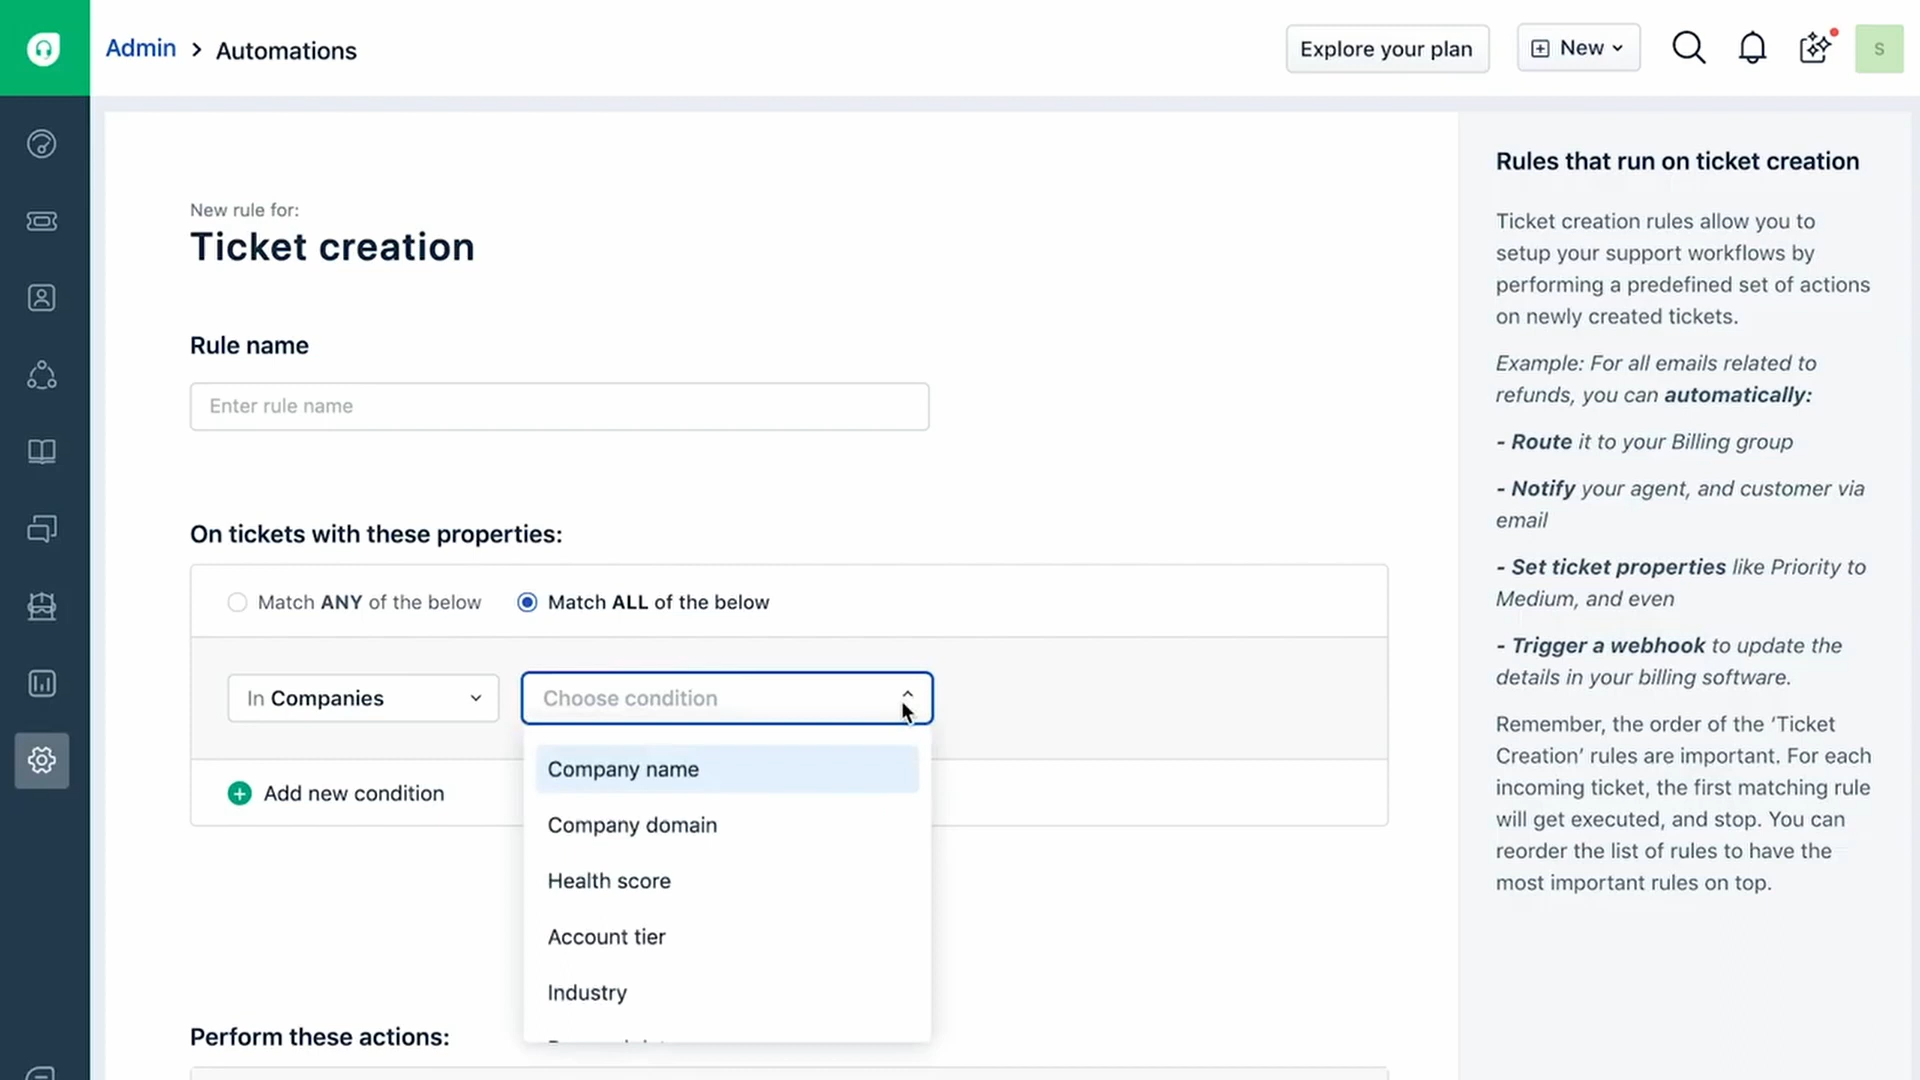 Admin > Automations
Explore your plan
New
S
New rule for:
Ticket creation
Rule name
Enter rule name
On tickets with these properties:
Match ANY of the below
Match ALL of the below
In Companies
Choose condition
Company name
Company domain
Health score
Account tier
Industry
Add new condition
Perform these actions:
Rules that run on ticket creation
Ticket creation rules allow you to
setup your support workflows by
performing a predefined set of actions
on newly created tickets.
Example: For all emails related to
refunds, you can automatically:
- Route it to your Billing group
- Notify your agent, and customer via
email
- Set ticket properties like Priority to
Medium, and even
- Trigger a webhook to update the
details in your billing software.
Remember, the order of the ‘Ticket
Creation’ rules are important. For each
incoming ticket, the first matching rule
will get executed, and stop. You can
reorder the list of rules to have the
most important rules on top.